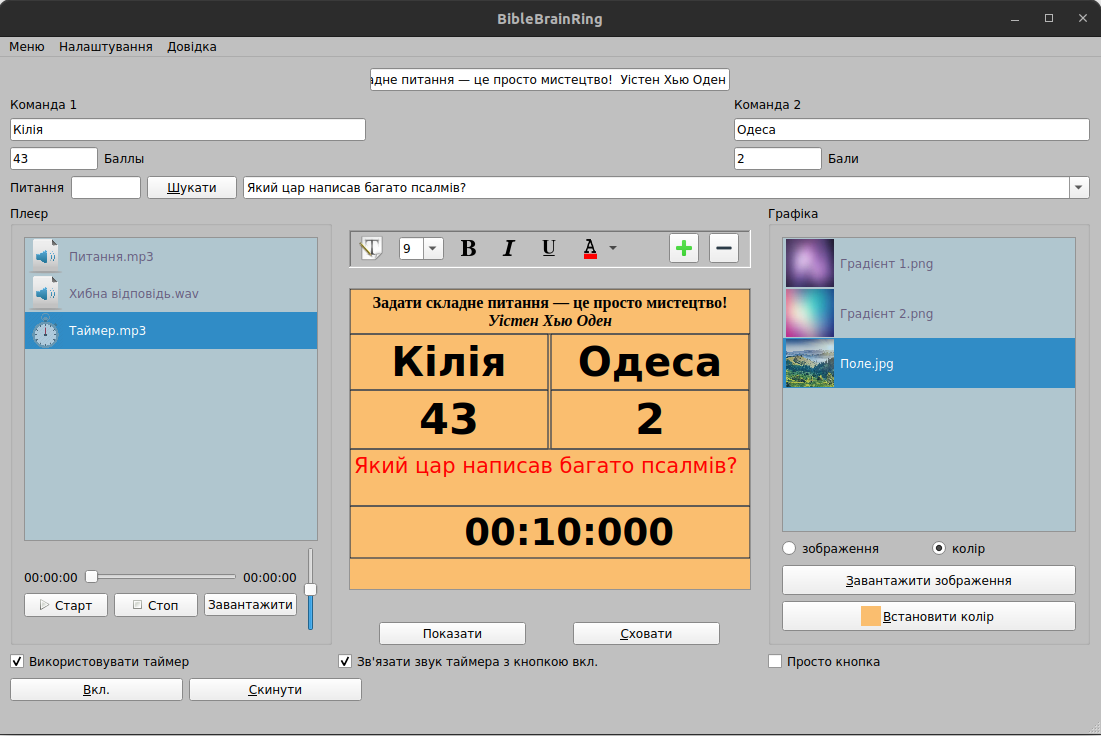 BibleBrainRing
Меню Налаштування Довідка
адне питання — це просто мистецтво! Уістен Хью Оден
Команда 1 Команда 2
Кілія Одеса
43 Баллы 2 Бали
Питання Шукати Який цар написав багато псалмів?
Плеєр Графіка
Питання.mp3
Хибна відповідь.wav
Таймер.mp3
9 B I U A
Задати складне питання — це просто мистецтво!
Уістен Хью Оден
Кілія Одеса
43 2
Який цар написав багато псалмів?
00:10:000
Градієнт 1.png
Градієнт 2.png
Поле.jpg
зображення колір
Завантажити зображення
Встановити колір
00:00:00 00:00:00
Старт Стоп Завантажити
Показати Сховати
Використовувати таймер Зв'язати звук таймера з кнопкою вкл. Просто кнопка
Вкл. Скинути